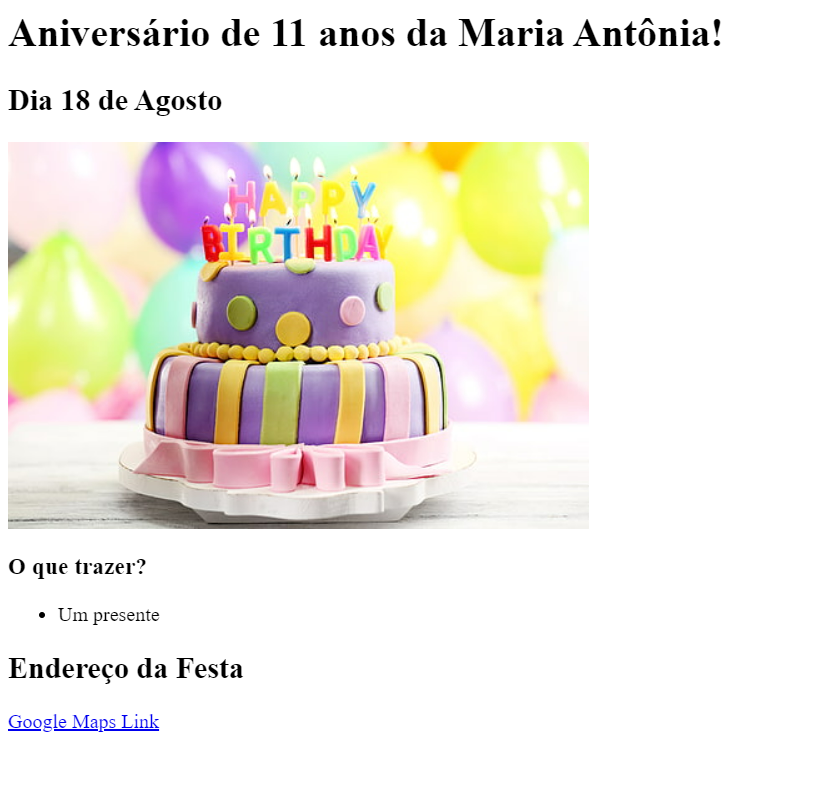 Aniversário de 11 anos da Maria Antônia!
Dia 18 de Agosto
HAPPY
BIRTHDAY
O que trazer?
Um presente
Endereço da Festa
Google Maps Link